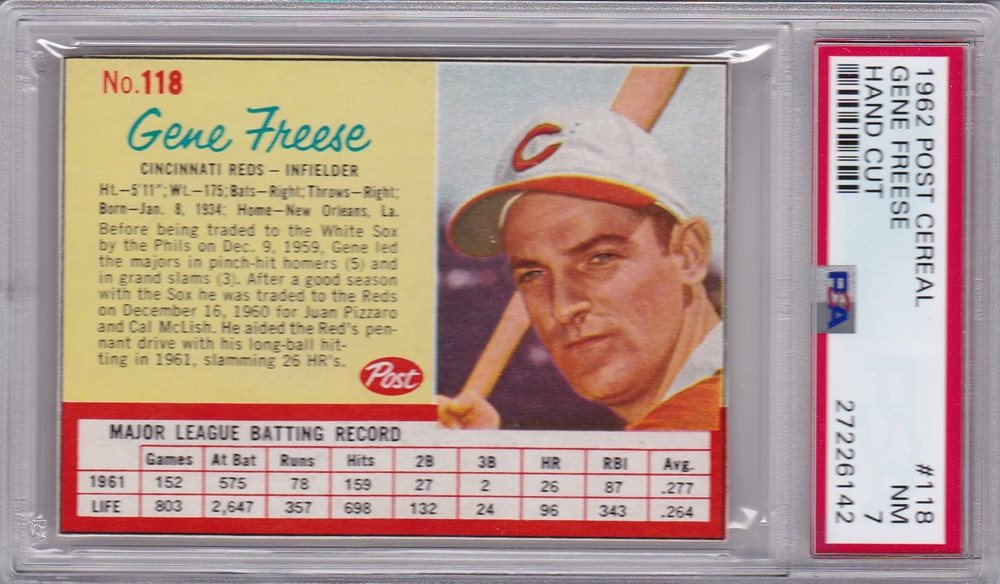 No.118
Gene Freese
CINCINNATI REDS – INFIELDER
Ht.–5'11"; Wt.–175; Bats–Right; Throws–Right;
Born–Jan. 8, 1934; Home–New Orleans, La.
Before being traded to the White Sox
by the Phils on Dec. 9, 1959, Gene led
the majors in pinch-hit homers (5) and
in grand slams (3). After a good season
with the Sox he was traded to the Reds
on December 16, 1960 for Juan Pizzaro
and Cal McLish. He aided the Red's pen-
nant drive with his long-ball hit-
ting in 1961, slamming 26 HR's.
Post
C
MAJOR LEAGUE BATTING RECORD
Games At Bat Runs Hits 2B 3B HR RBI Avg.
1961 152 575 78 159 27 2 26 87 .277
LIFE 803 2,647 357 698 132 24 96 343 .264
1962 POST CEREAL #118
GENE FREESE NM
HAND CUT 7
PSA 27226142